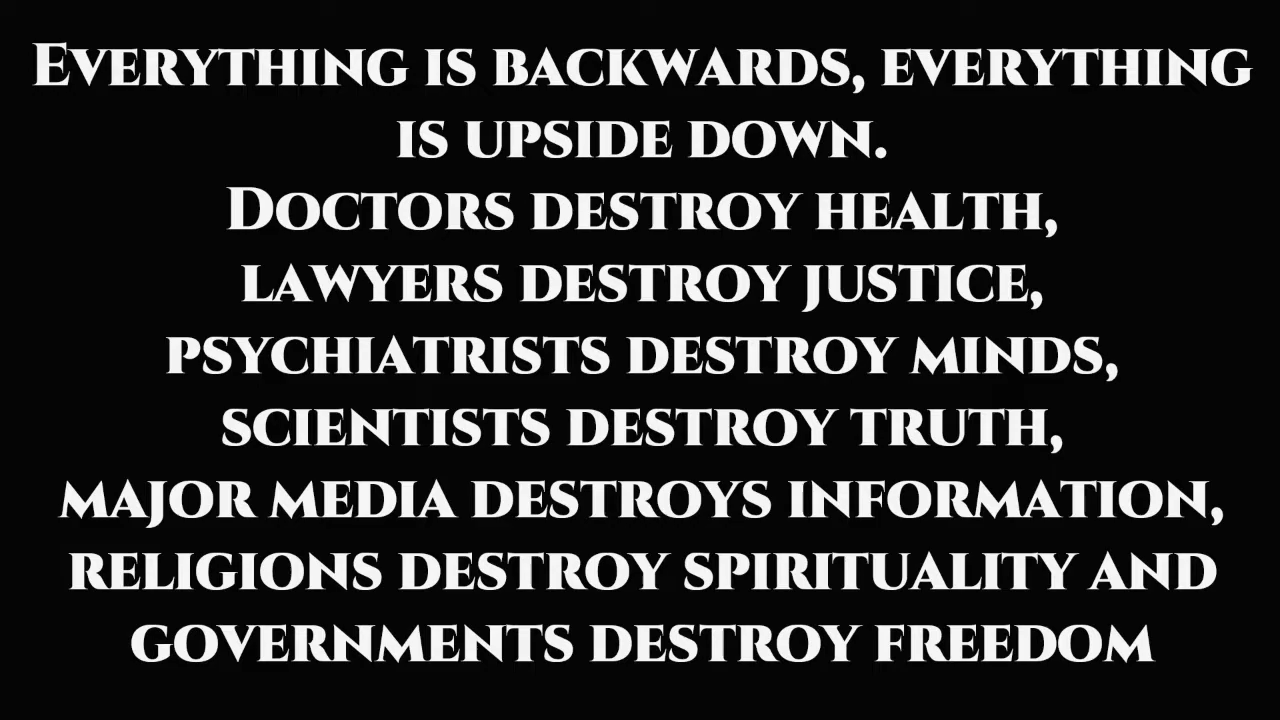 Everything is backwards, everything
is upside down.
Doctors destroy health,
lawyers destroy justice,
psychiatrists destroy minds,
scientists destroy truth,
major media destroys information,
religions destroy spirituality and
governments destroy freedom